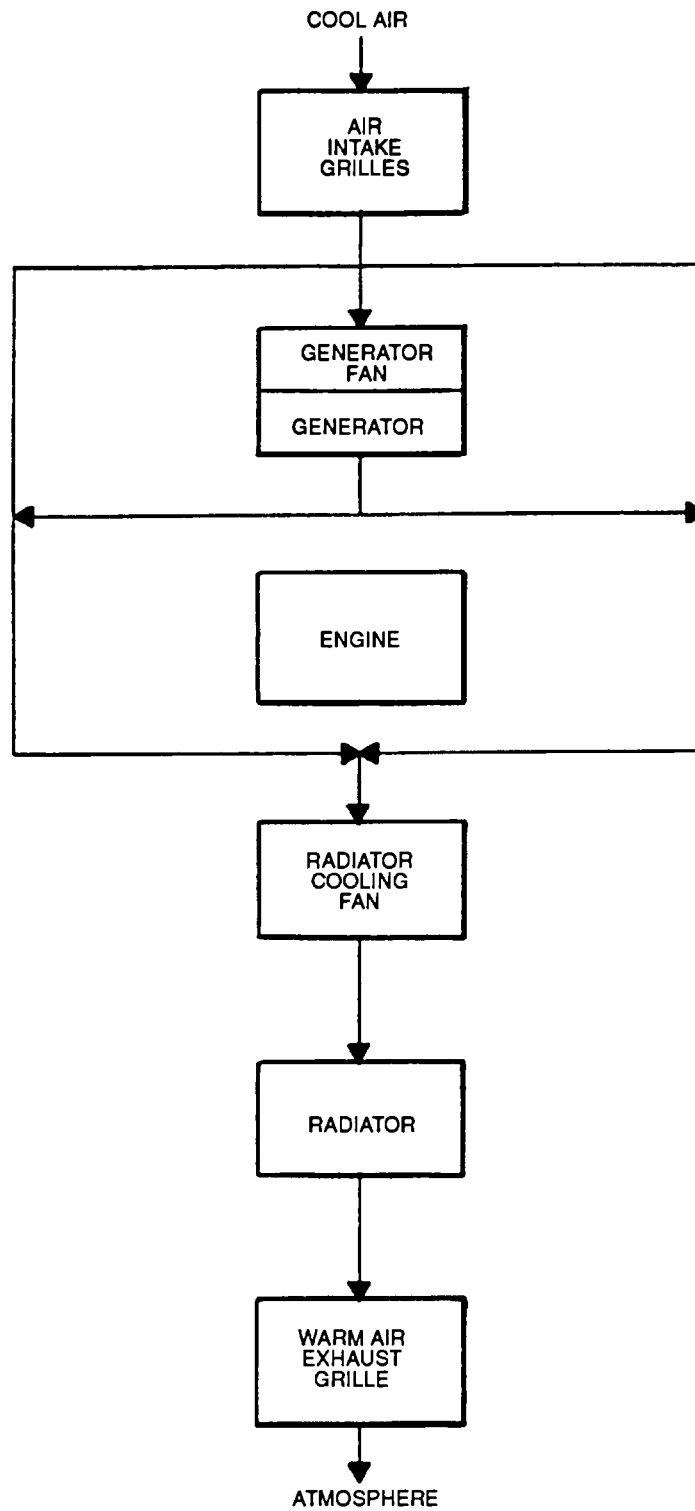 COOL AIR
AIR
INTAKE
GRILLES
GENERATOR
FAN
GENERATOR
ENGINE
RADIATOR
COOLING
FAN
RADIATOR
WARM AIR
EXHAUST
GRILLE
ATMOSPHERE